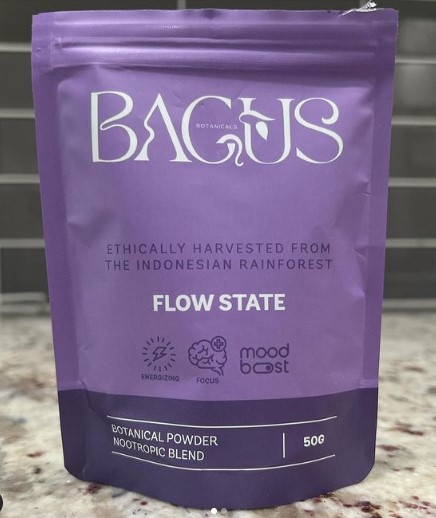 BAGUS
BOTANICALS
ETHICALLY HARVESTED FROM
THE INDONESIAN RAINFOREST
FLOW STATE
ENERGIZING
FOCUS
mood
boost
BOTANICAL POWDER
NOOTROPIC BLEND
50G